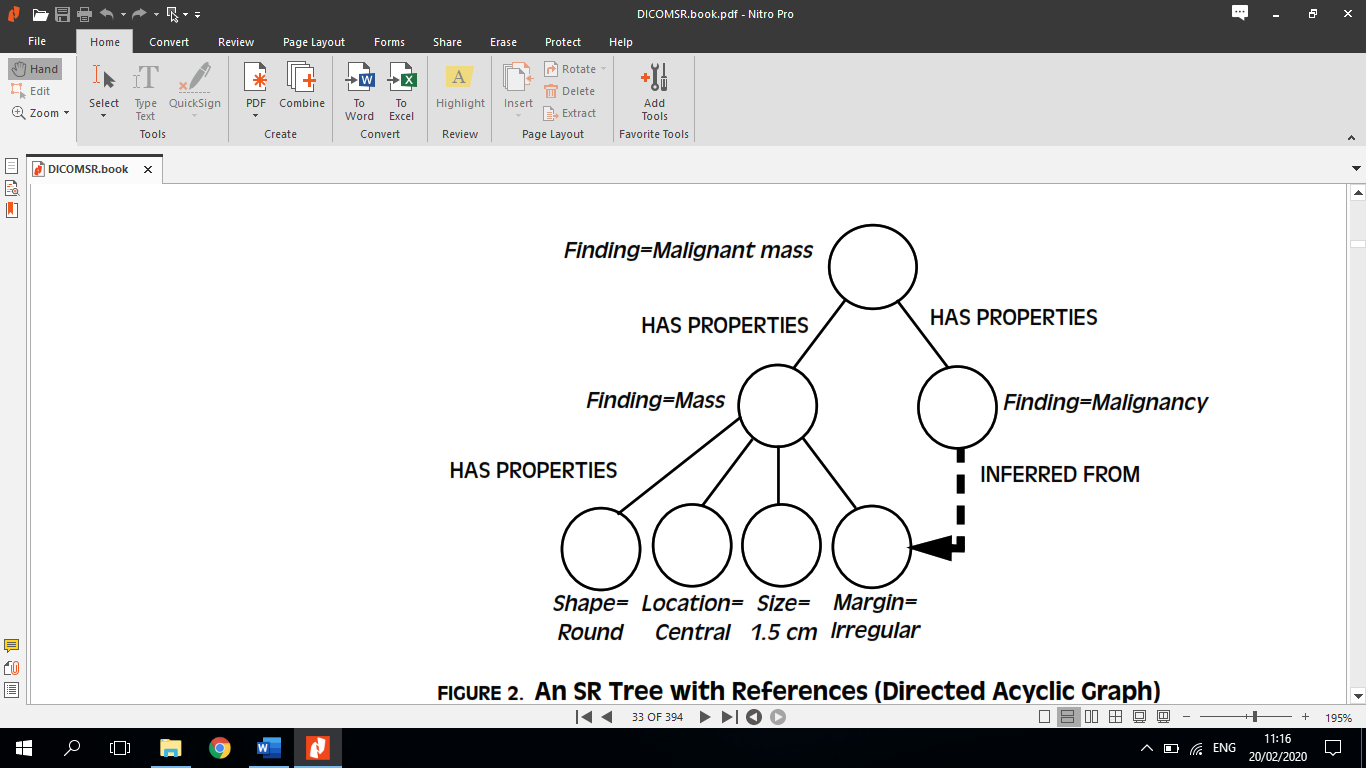 DICOMSR.book.pdf - Nitro Pro
File Home Convert Review Page Layout Forms Share Erase Protect Help
Hand
Edit
Zoom
Select
Type
Text
QuickSign
Tools
PDF
Combine
Create
To
Word
To
Excel
Convert
Highlight
Review
Insert
Rotate
Delete
Extract
Page Layout
Add
Tools
Favorite Tools
DICOMSR.book
Finding=Malignant mass
HAS PROPERTIES
HAS PROPERTIES
Finding=Mass
Finding=Malignancy
HAS PROPERTIES
INFERRED FROM
Shape=
Round
Location=
Central
Size=
1.5 cm
Margin=
Irregular
FIGURE 2. An SR Tree with References (Directed Acyclic Graph)
33 OF 394
195%
ENG
11:16
20/02/2020